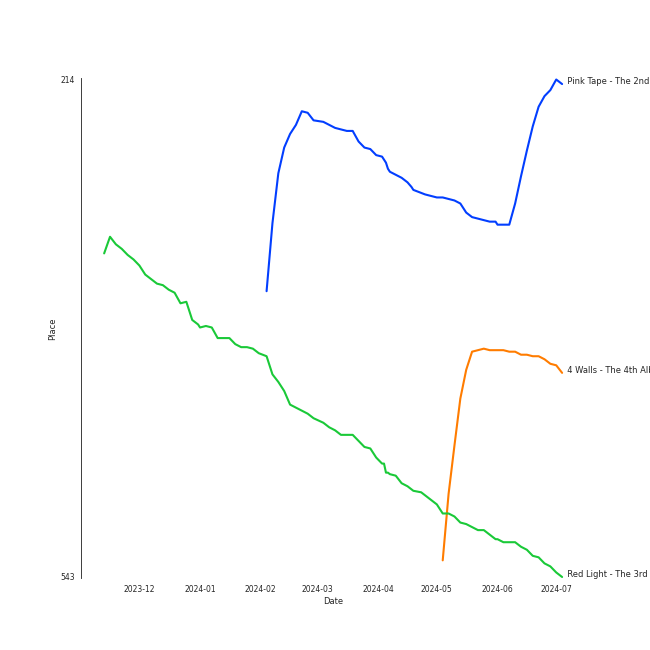 214
Pink Tape - The 2nd
Place
4 Walls - The 4th
543
Red Light - The 3rd
2023-12 2024-01 2024-02 2024-03 2024-04 2024-05 2024-06 2024-07
Date